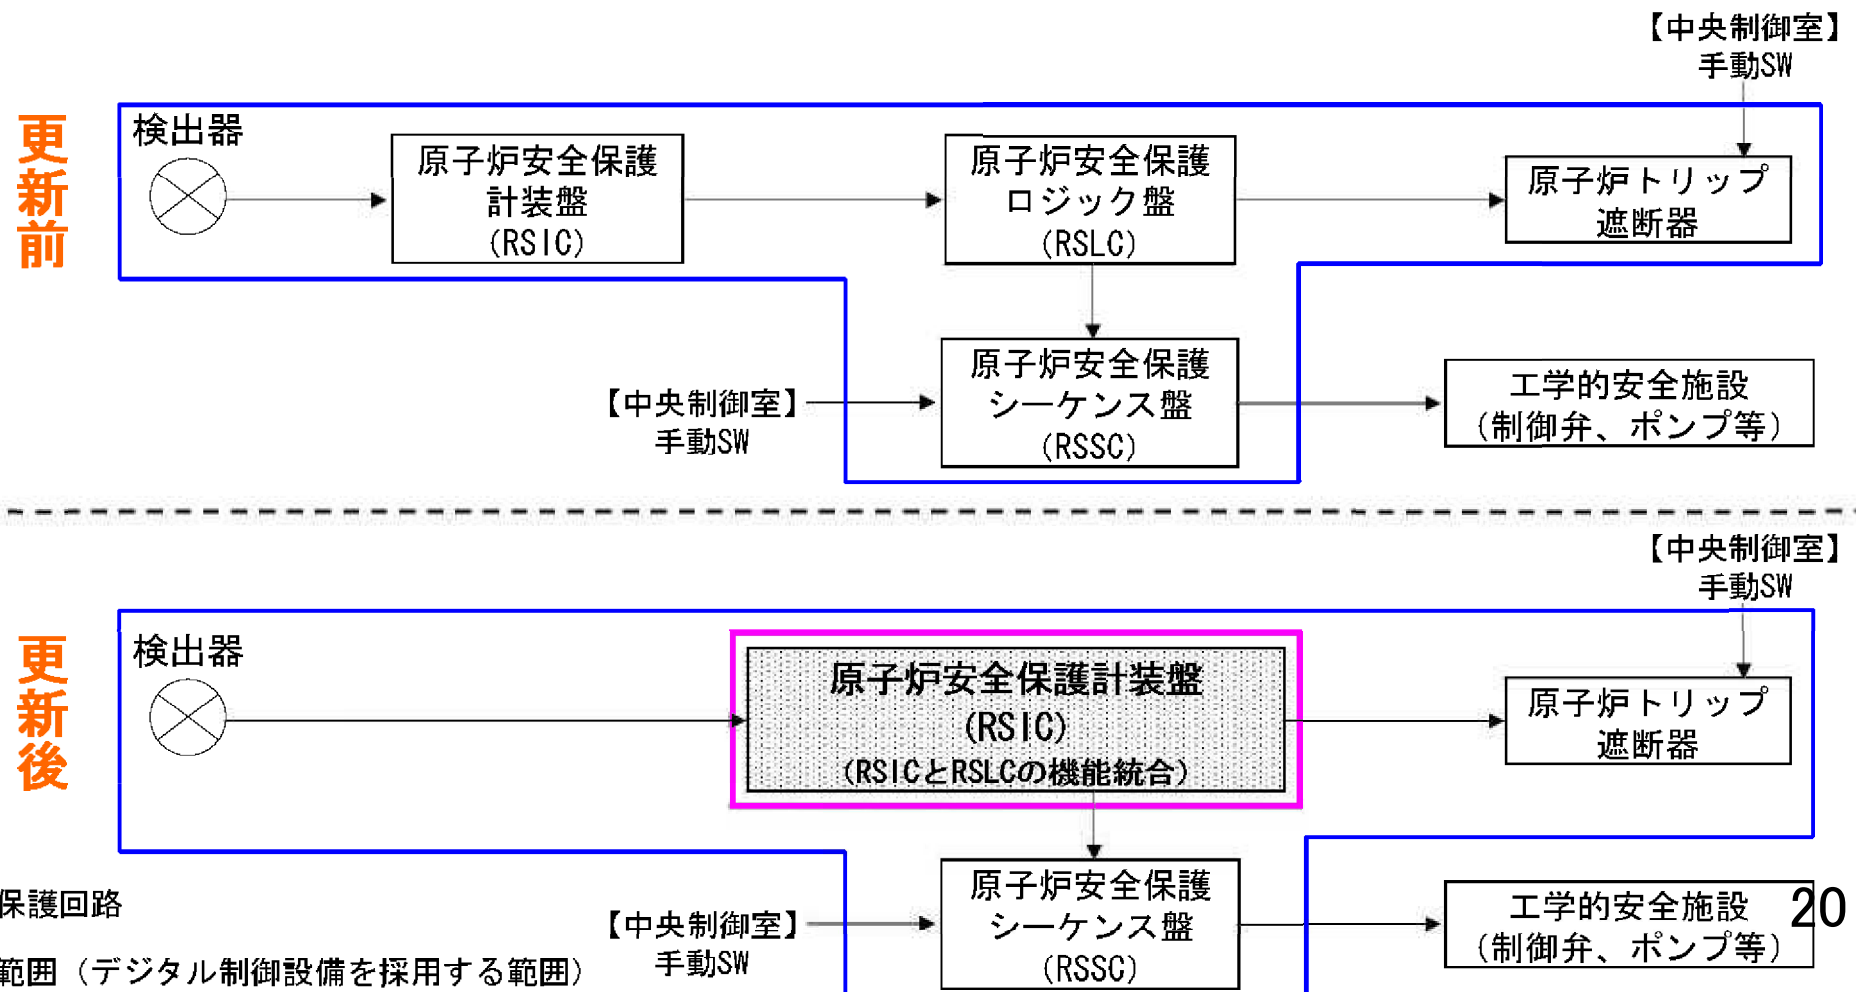 【中央制御室】
手動SW
更新前
検出器
原子炉安全保護
計装盤
(RSIC)
原子炉安全保護
ロジック盤
(RSLC)
原子炉トリップ
遮断器
原子炉安全保護
シーケンス盤
(RSSC)
【中央制御室】
手動SW
工学的安全施設
(制御弁、ポンプ等)
【中央制御室】
手動SW
更新後
検出器
原子炉安全保護計装盤
(RSIC)
(RSICとRSLCの機能統合)
原子炉トリップ
遮断器
原子炉安全保護
シーケンス盤
(RSSC)
【中央制御室】
手動SW
工学的安全施設
(制御弁、ポンプ等)
保護回路
範囲（デジタル制御設備を採用する範囲）
20